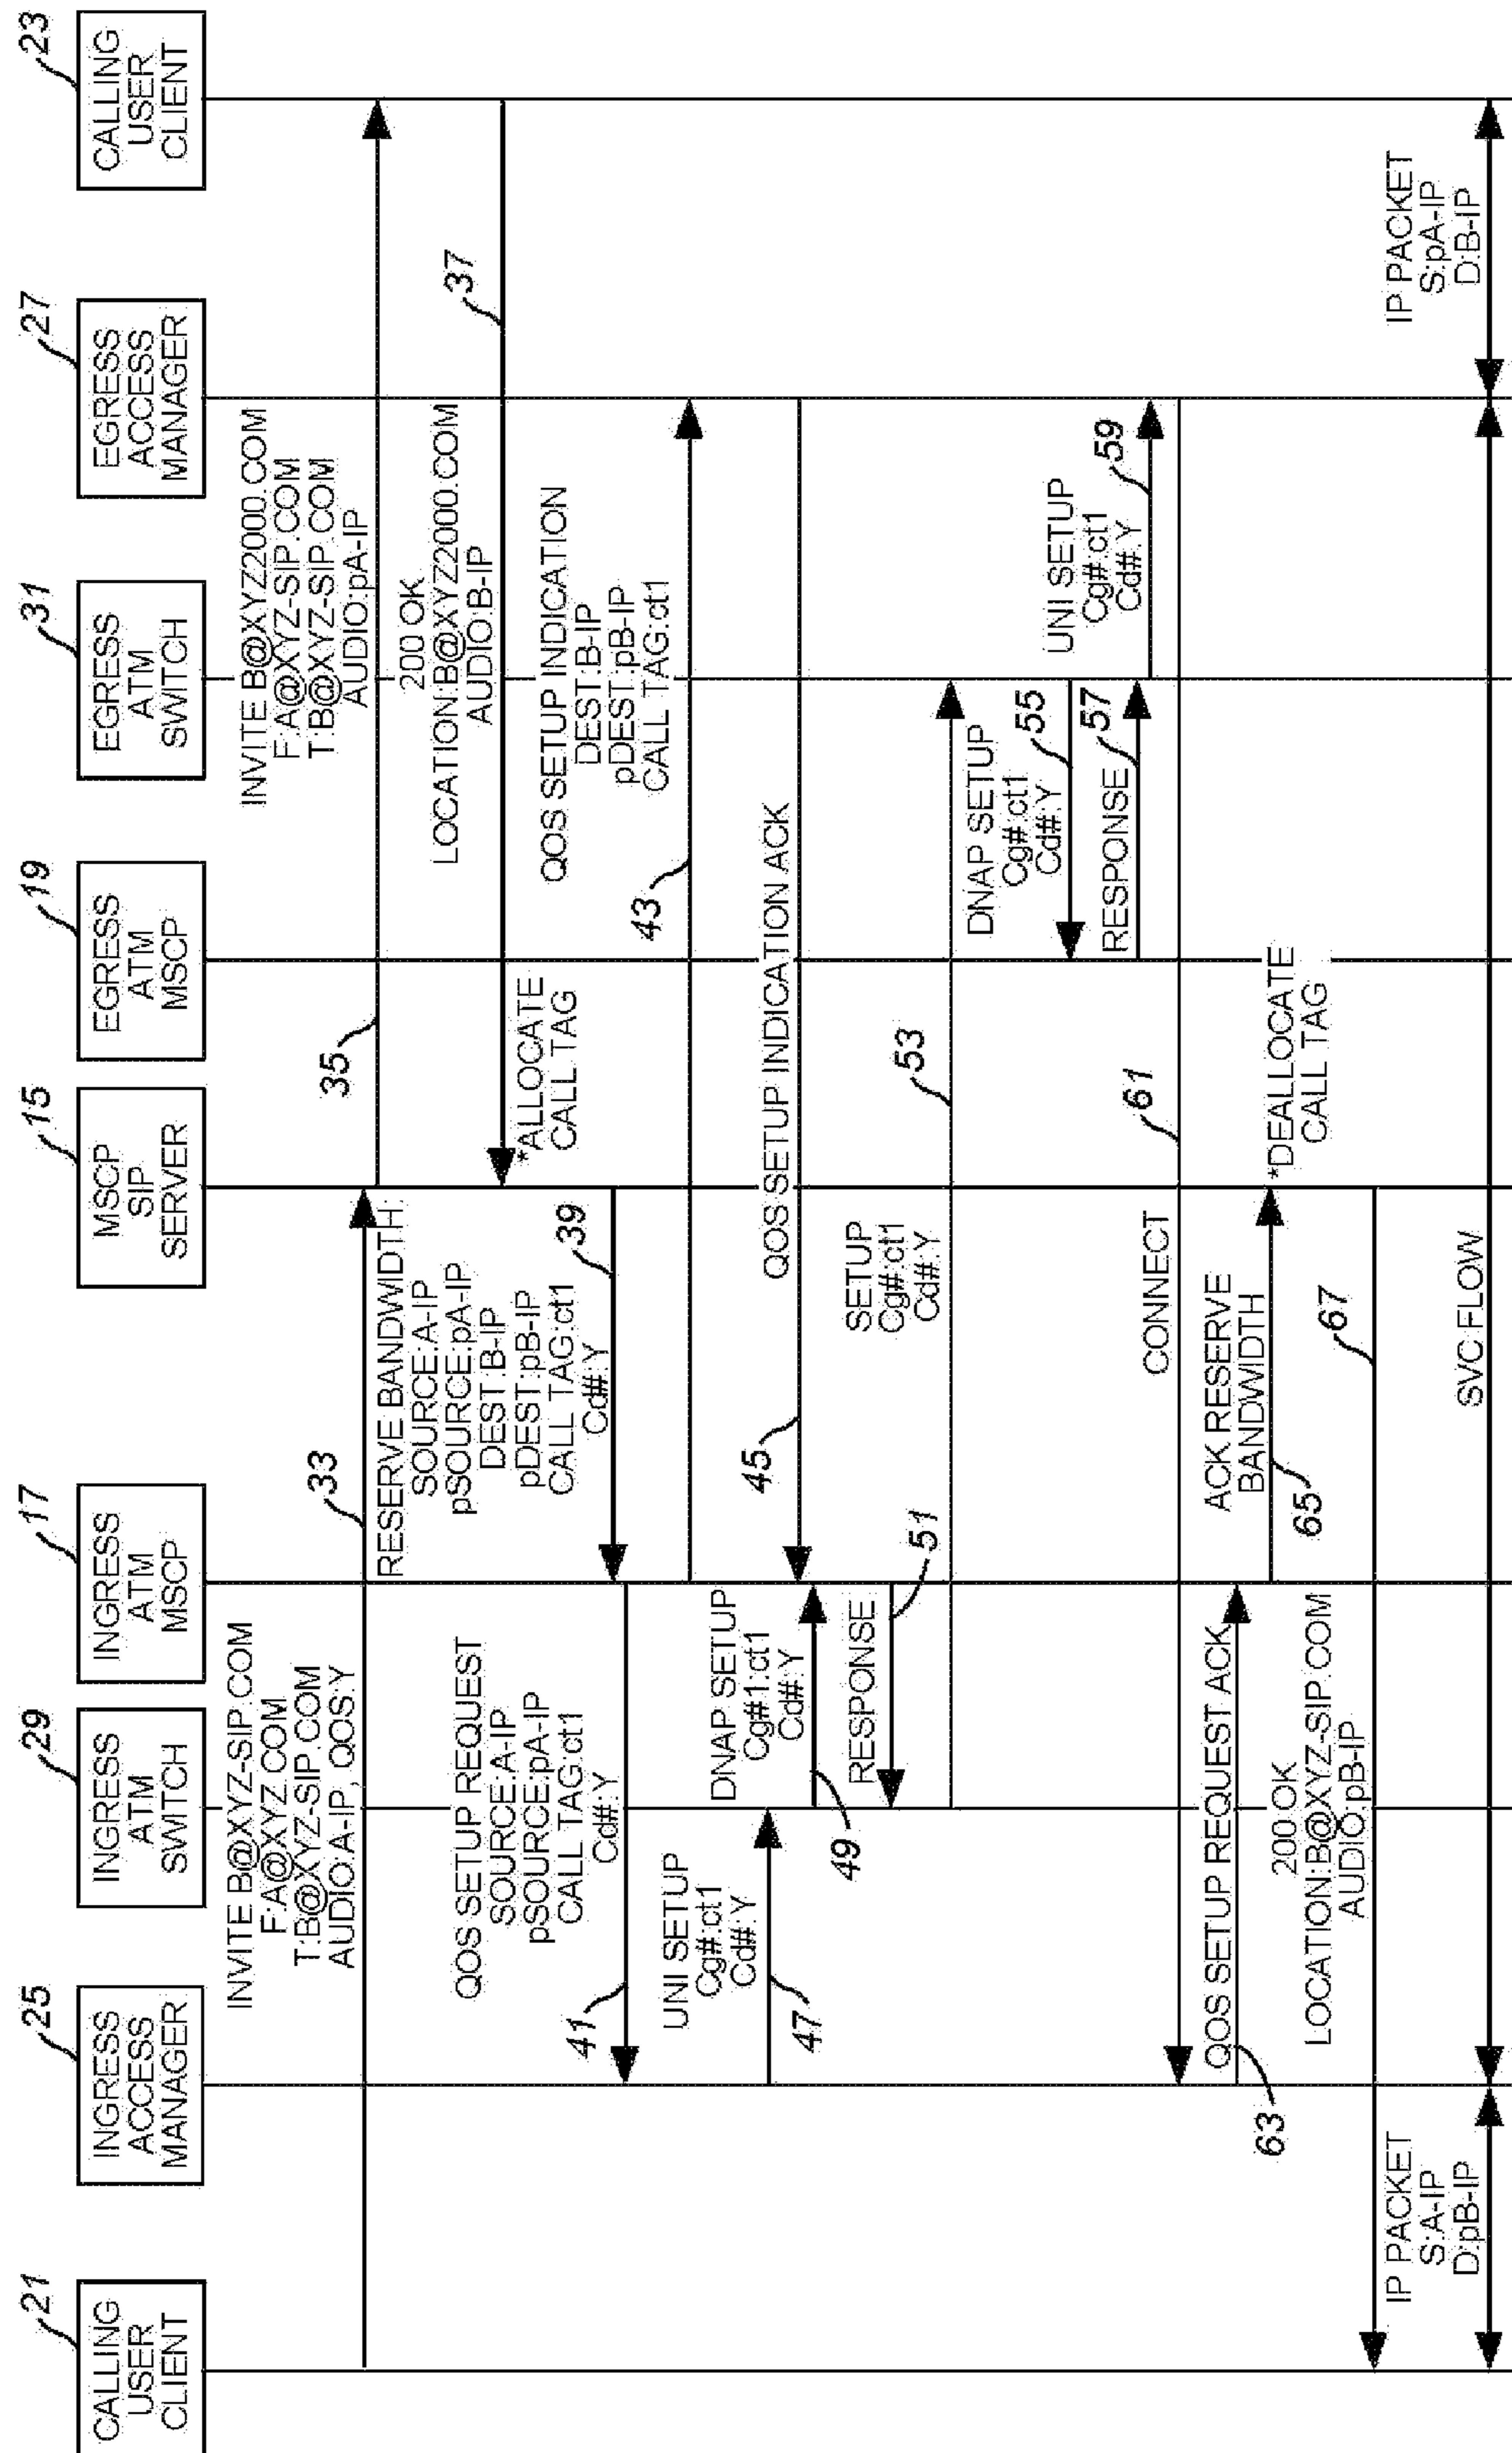 21
CALLING
USER
CLIENT
25
INGRESS
ACCESS
MANAGER
29
INGRESS
ATM
SWITCH
17
INGRESS
ATM
MSCP
15
MSCP
SIP
SERVER
19
EGRESS
ATM
MSCP
31
EGRESS
ATM
SWITCH
27
EGRESS
ACCESS
MANAGER
23
CALLING
USER
CLIENT
INVITE B@XYZ-SIP.COM
F:A@XYZ.COM
T:B@XYZ-SIP.COM
AUDIO:A-IP, QOS:Y
33
INVITE B@XYZ2000.COM
F:A@XYZ-SIP.COM
T:B@XYZ-SIP.COM
AUDIO:pA-IP
35
200 OK
LOCATION:B@XYZ2000.COM
AUDIO:B-IP
37
*ALLOCATE
CALL TAG
RESERVE BANDWIDTH:
SOURCE:A-IP
pSOURCE:pA-IP
DEST:B-IP
pDEST:pB-IP
CALL TAG:ct1
Cd#:Y
39
QOS SETUP REQUEST
SOURCE:A-IP
pSOURCE:pA-IP
CALL TAG:ct1
Cd#:Y
41
QOS SETUP INDICATION
DEST:B-IP
pDEST:pB-IP
CALL TAG:ct1
43
QOS SETUP INDICATION ACK
45
UNI SETUP
Cg#:ct1
Cd#:Y
47
DNAP SETUP
Cg#1:ct1
Cd#:Y
49
RESPONSE
51
SETUP
Cg#:ct1
Cd#:Y
53
DNAP SETUP
Cg#:ct1
Cd#:Y
55
RESPONSE
57
UNI SETUP
Cg#:ct1
Cd#:Y
59
CONNECT
61
QOS SETUP REQUEST ACK
63
ACK RESERVE
BANDWIDTH
65
*DEALLOCATE
CALL TAG
200 OK
LOCATION:B@XYZ-SIP.COM
AUDIO:pB-IP
67
IP PACKET
S:A-IP
D:pB-IP
SVC FLOW
IP PACKET
S:pA-IP
D:B-IP